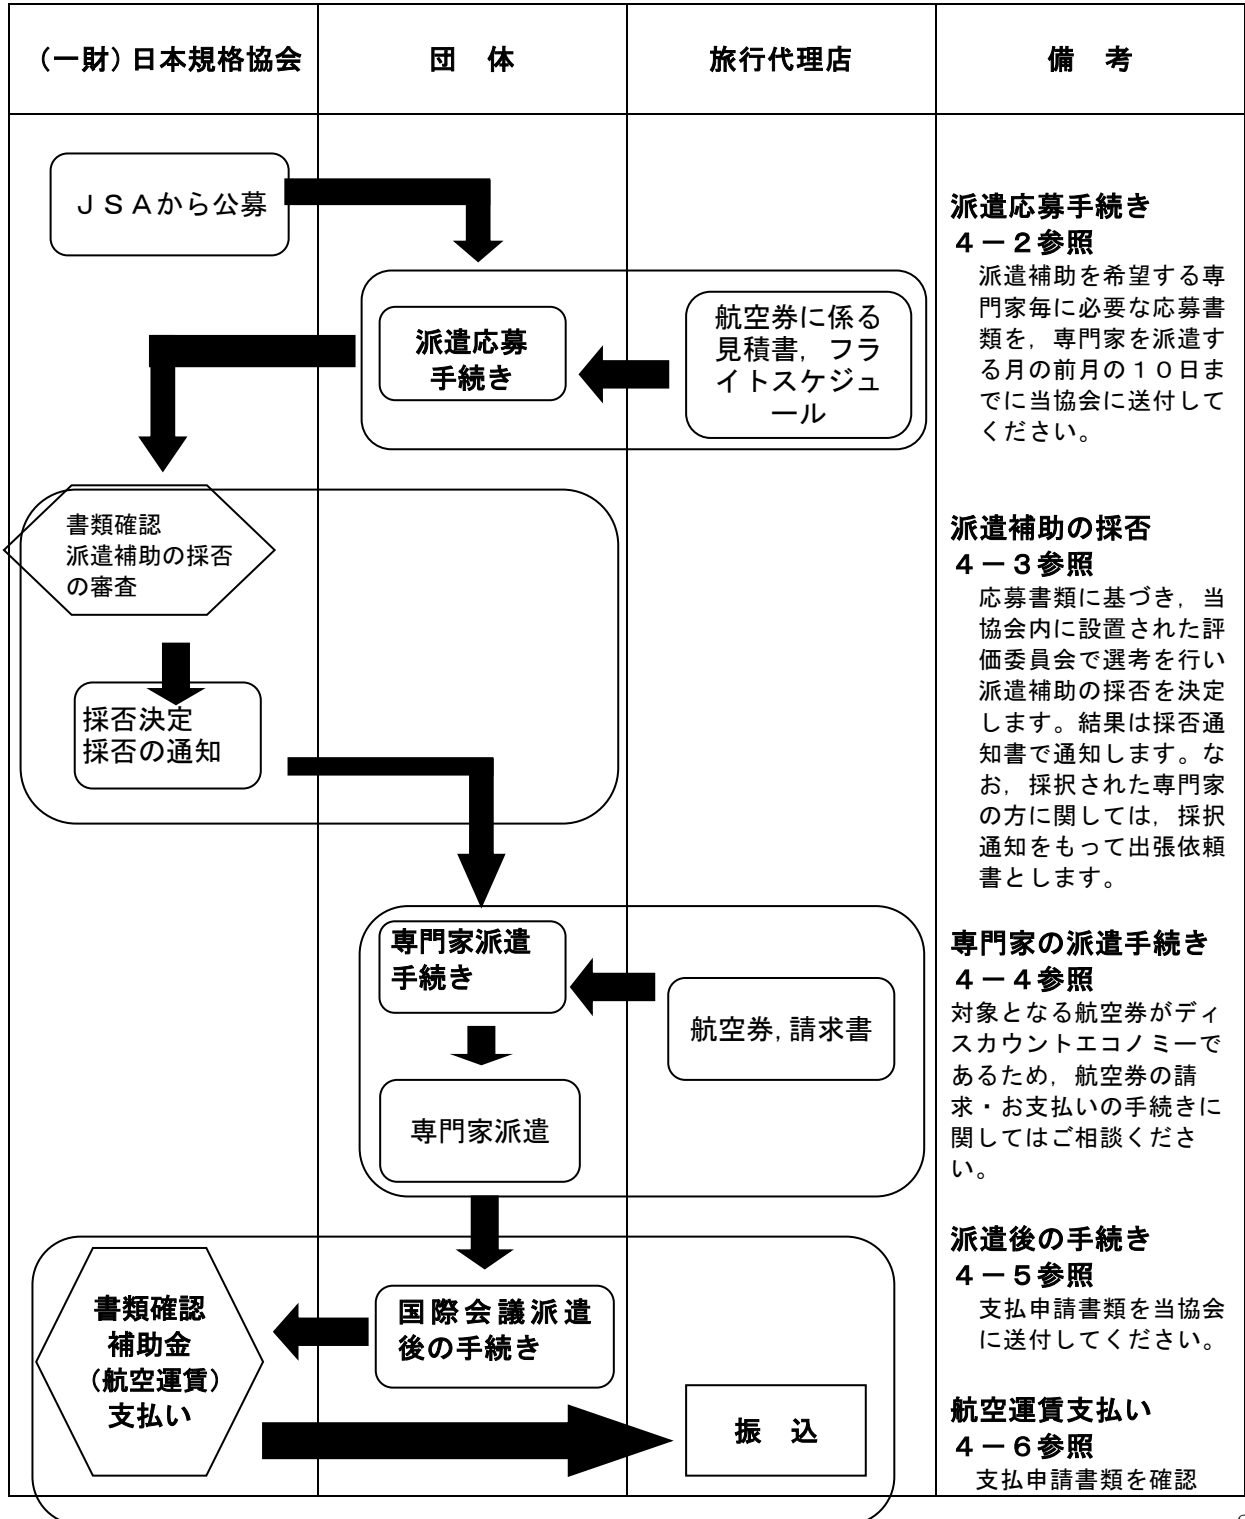 （一財）日本規格協会
団　体
旅行代理店
備　考
ＪＳＡから公募
派遣応募
手続き
航空券に係る
見積書，フラ
イトスケジュ
ール
派遣応募手続き
４－２参照
派遣補助を希望する専
門家毎に必要な応募書
類を，専門家を派遣す
る月の前月の１０日ま
でに当協会に送付して
ください。
書類確認
派遣補助の採否
の審査
採否決定
採否の通知
派遣補助の採否
４－３参照
応募書類に基づき，当
協会内に設置された評
価委員会で選考を行い
派遣補助の採否を決定
します。結果は採否通
知書で通知します。な
お，採択された専門家
の方に関しては，採択
通知をもって出張依頼
書とします。
専門家派遣
手続き
航空券,請求書
専門家派遣
専門家の派遣手続き
４－４参照
対象となる航空券がディ
スカウントエコノミーで
あるため，航空券の請
求・お支払いの手続きに
関してはご相談くださ
い。
書類確認
補助金
（航空運賃）
支払い
国際会議派遣
後の手続き
振　込
派遣後の手続き
４－５参照
支払申請書類を当協会
に送付してください。
航空運賃支払い
４－６参照
支払申請書類を確認